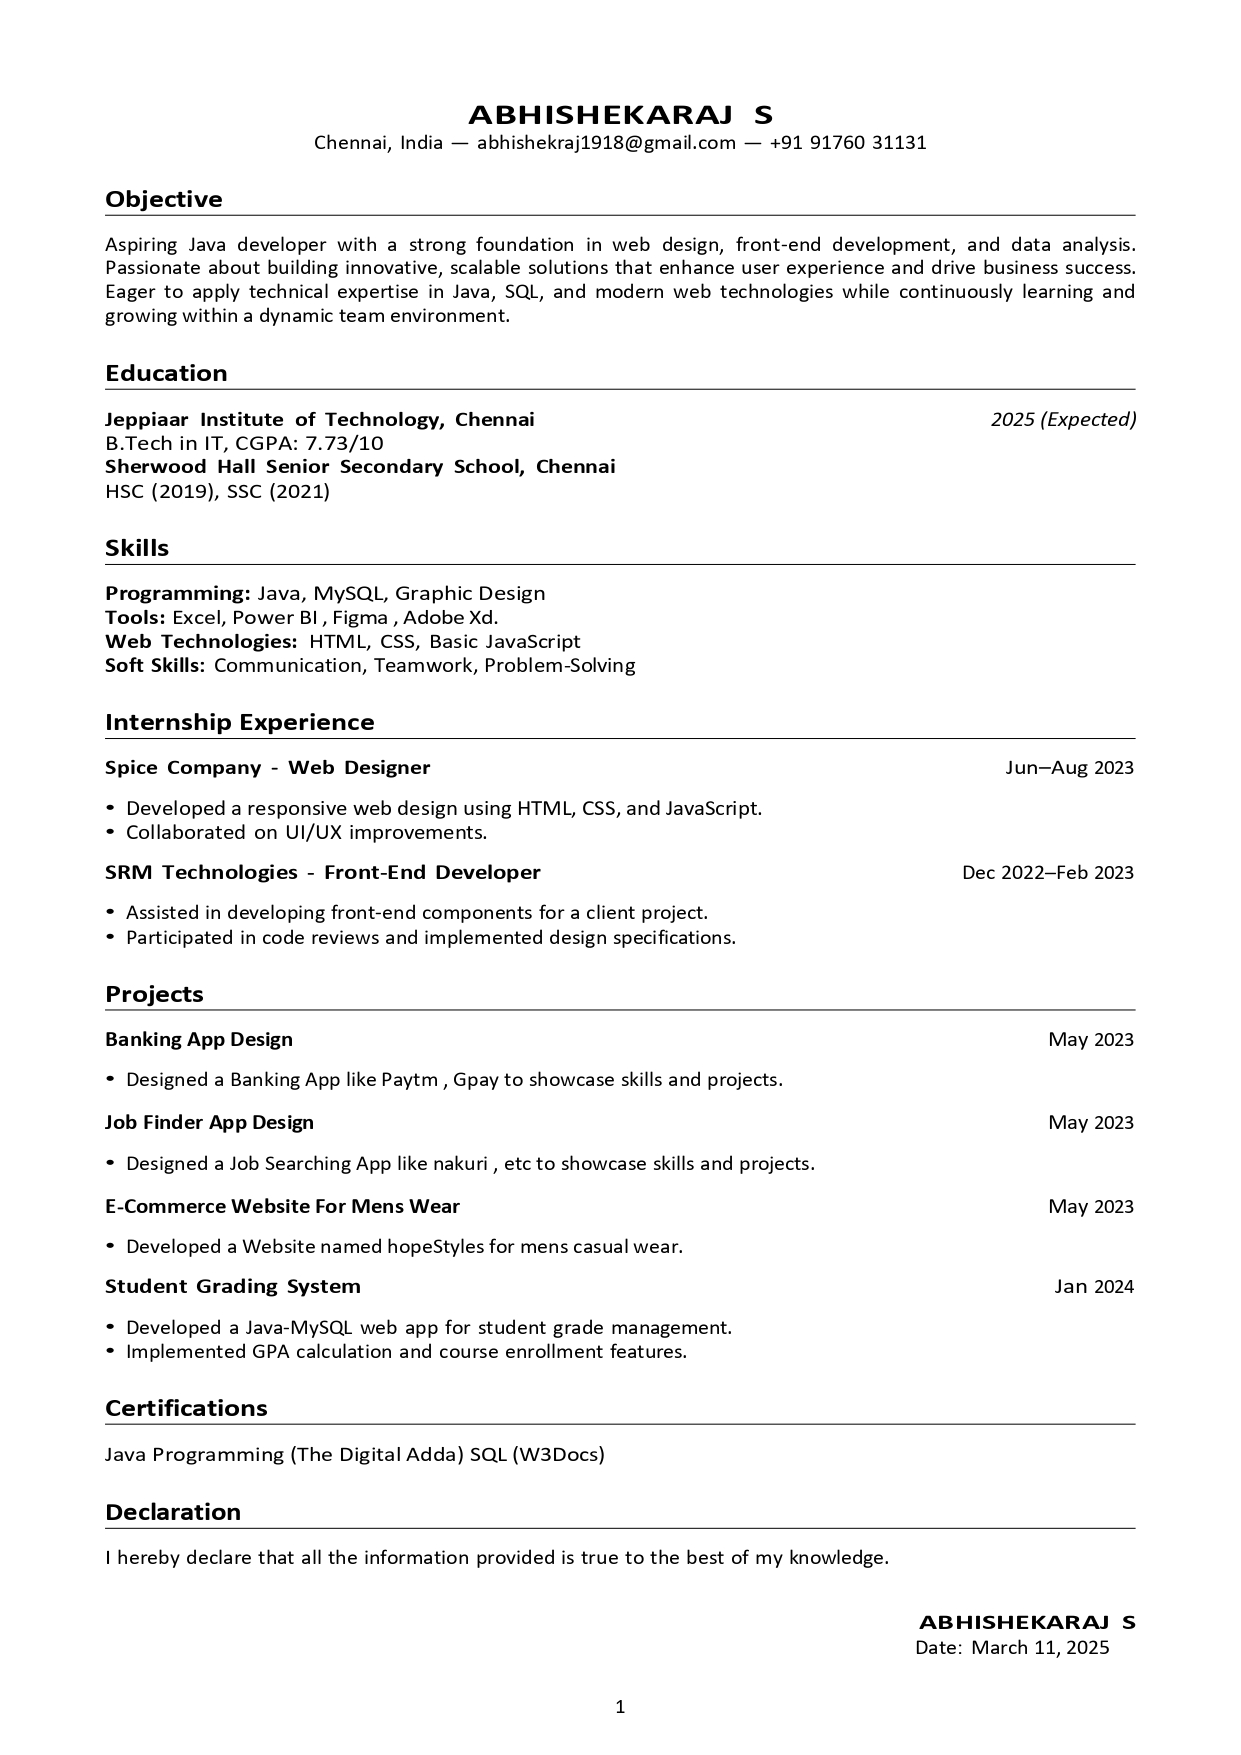 ABHISHEKARAJ S
Chennai, India — abhishekraj1918@gmail.com — +91 91760 31131
Objective
Aspiring Java developer with a strong foundation in web design, front-end development, and data analysis.
Passionate about building innovative, scalable solutions that enhance user experience and drive business success.
Eager to apply technical expertise in Java, SQL, and modern web technologies while continuously learning and
growing within a dynamic team environment.
Education
Jeppiaar Institute of Technology, Chennai 2025 (Expected)
B.Tech in IT, CGPA: 7.73/10
Sherwood Hall Senior Secondary School, Chennai
HSC (2019), SSC (2021)
Skills
Programming: Java, MySQL, Graphic Design
Tools: Excel, Power BI , Figma , Adobe Xd.
Web Technologies: HTML, CSS, Basic JavaScript
Soft Skills: Communication, Teamwork, Problem-Solving
Internship Experience
Spice Company - Web Designer Jun–Aug 2023
• Developed a responsive web design using HTML, CSS, and JavaScript.
• Collaborated on UI/UX improvements.
SRM Technologies - Front-End Developer Dec 2022–Feb 2023
• Assisted in developing front-end components for a client project.
• Participated in code reviews and implemented design specifications.
Projects
Banking App Design May 2023
• Designed a Banking App like Paytm , Gpay to showcase skills and projects.
Job Finder App Design May 2023
• Designed a Job Searching App like nakuri , etc to showcase skills and projects.
E-Commerce Website For Mens Wear May 2023
• Developed a Website named hopeStyles for mens casual wear.
Student Grading System Jan 2024
• Developed a Java-MySQL web app for student grade management.
• Implemented GPA calculation and course enrollment features.
Certifications
Java Programming (The Digital Adda) SQL (W3Docs)
Declaration
I hereby declare that all the information provided is true to the best of my knowledge.
ABHISHEKARAJ S
Date: March 11, 2025
1